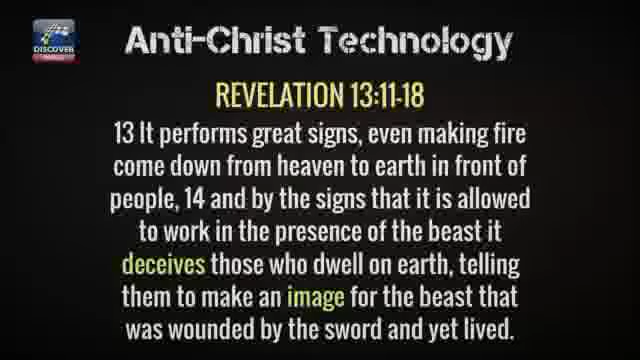 DISCOVER
Anti-Christ Technology
REVELATION 13:11-18
13 It performs great signs, even making fire
come down from heaven to earth in front of
people, 14 and by the signs that it is allowed
to work in the presence of the beast it
deceives those who dwell on earth, telling
them to make an image for the beast that
was wounded by the sword and yet lived.